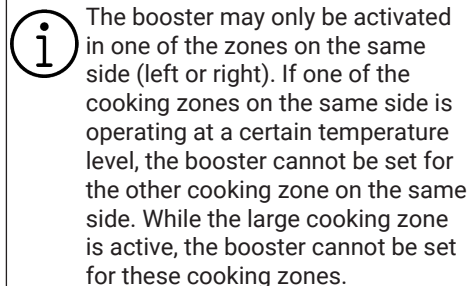 The booster may only be activated
in one of the zones on the same
side (left or right). If one of the
cooking zones on the same side is
operating at a certain temperature
level, the booster cannot be set for
the other cooking zone on the same
side. While the large cooking zone
is active, the booster cannot be set
for these cooking zones.